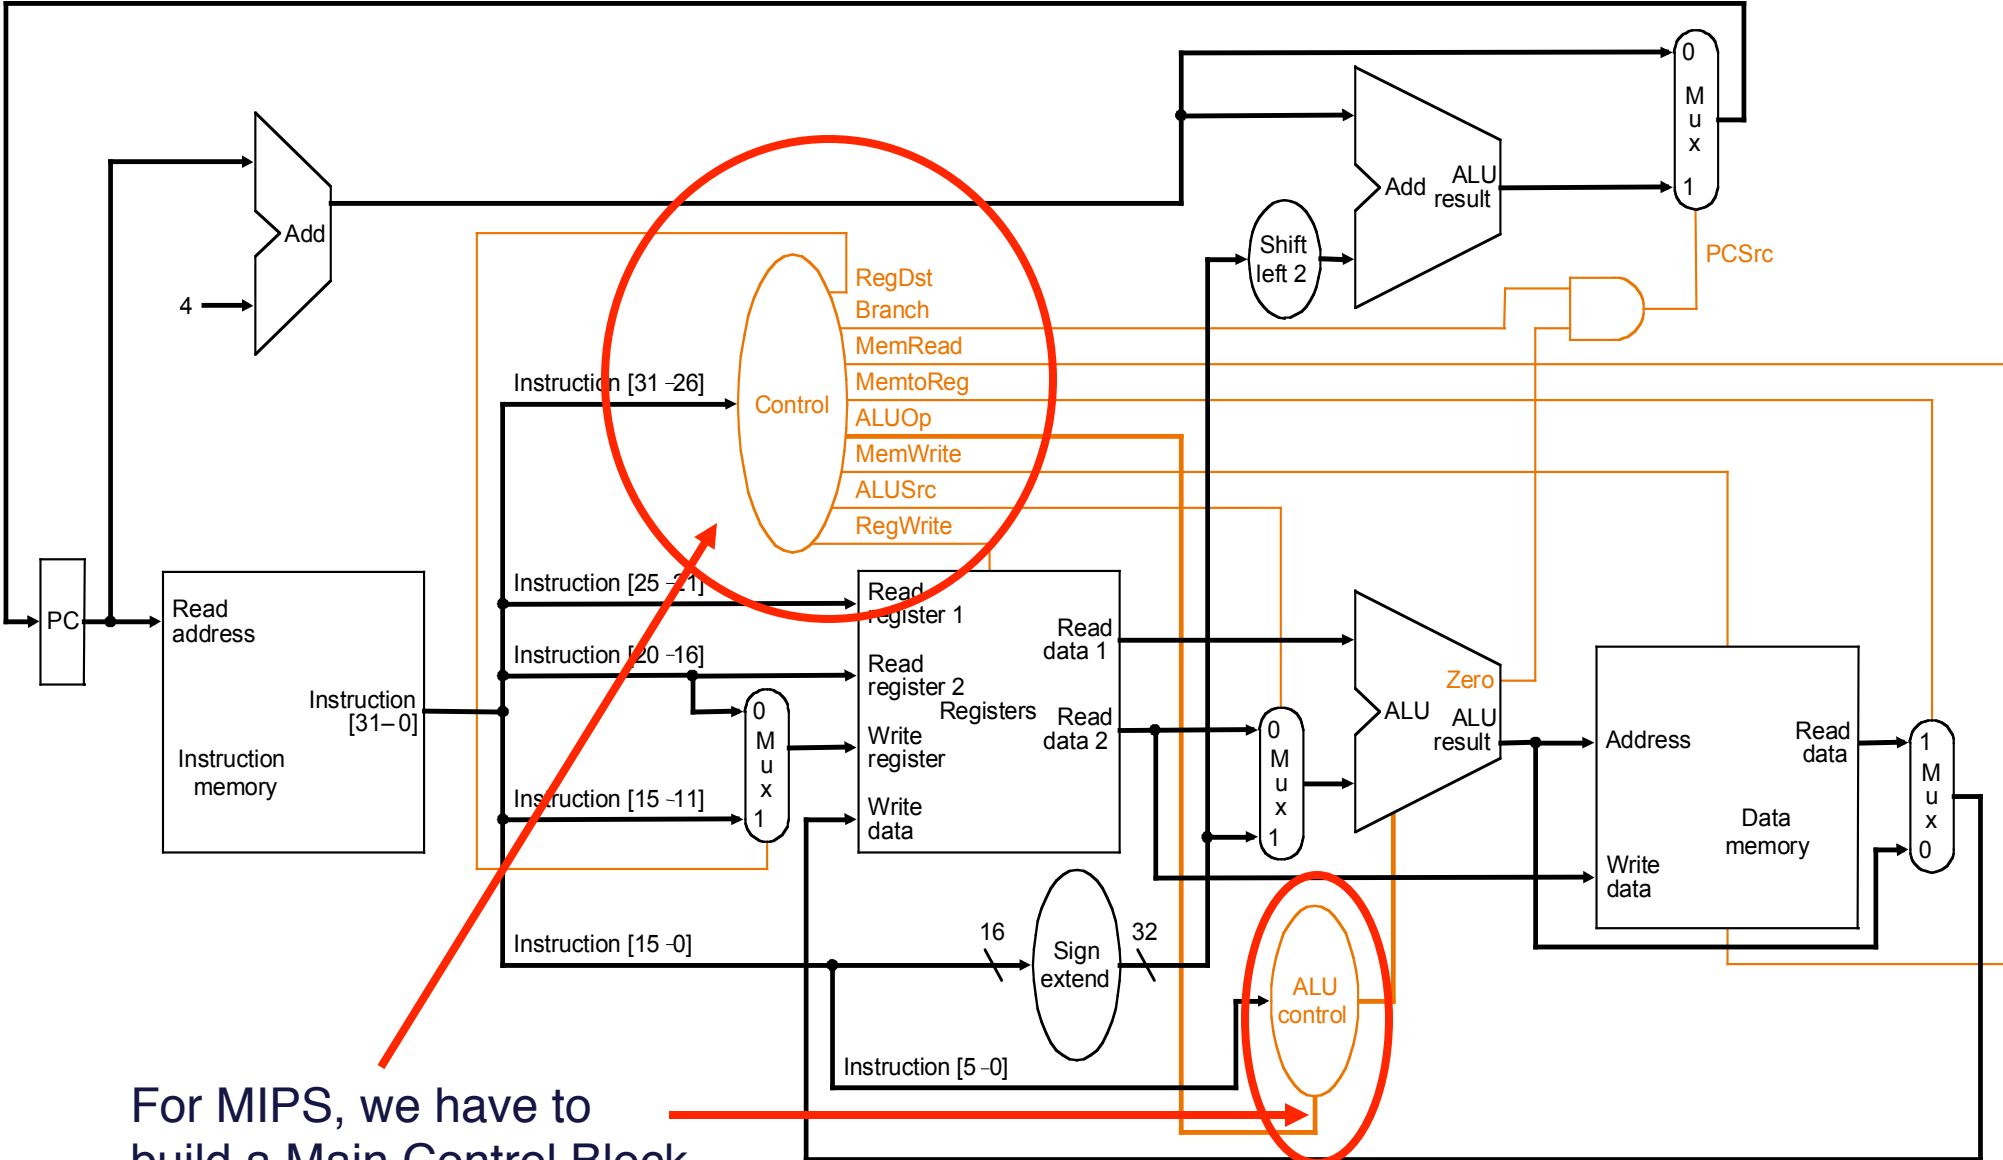 0
M
u
x
1
Add
ALU
result
Shift
left 2
PCSrc
Add
4
RegDst
Branch
MemRead
MemtoReg
ALUOp
MemWrite
ALUSrc
RegWrite
Control
Instruction [31–26]
Instruction [25–21]
Instruction [20–16]
Instruction [15–11]
Instruction [15–0]
Instruction [5–0]
PC
Read
address
Instruction
[31–0]
Instruction
memory
0
M
u
x
1
Read
register 1
Read
register 2
Write
register
Write
data
Registers
Read
data 1
Read
data 2
0
M
u
x
1
Zero
ALU
ALU
result
Address
Read
data
Data
memory
Write
data
1
M
u
x
0
16
Sign
extend
32
ALU
control
For MIPS, we have to
build a Main Control Block